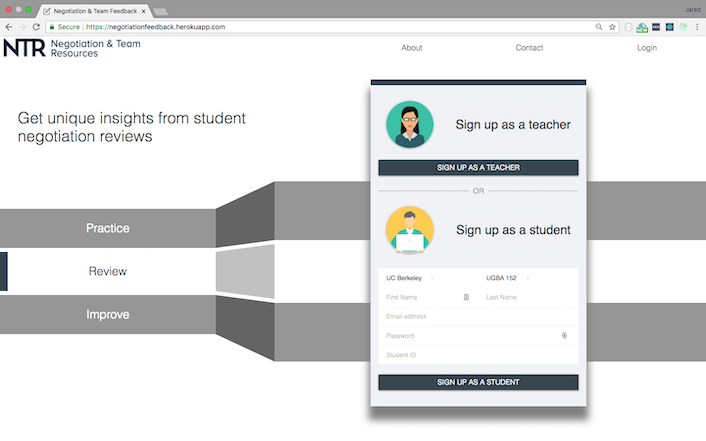 Negotiation & Team Feedback
Jared
Secure
https://negotiationfeedback.herokuapp.com
NTR Negotiation & Team
Resources
About
Contact
Login
Get unique insights from student
negotiation reviews
Sign up as a teacher
SIGN UP AS A TEACHER
OR
Sign up as a student
Practice
Review
Improve
UC Berkeley
UGBA 152
First Name
Last Name
Email address
Password
Student ID
SIGN UP AS A STUDENT